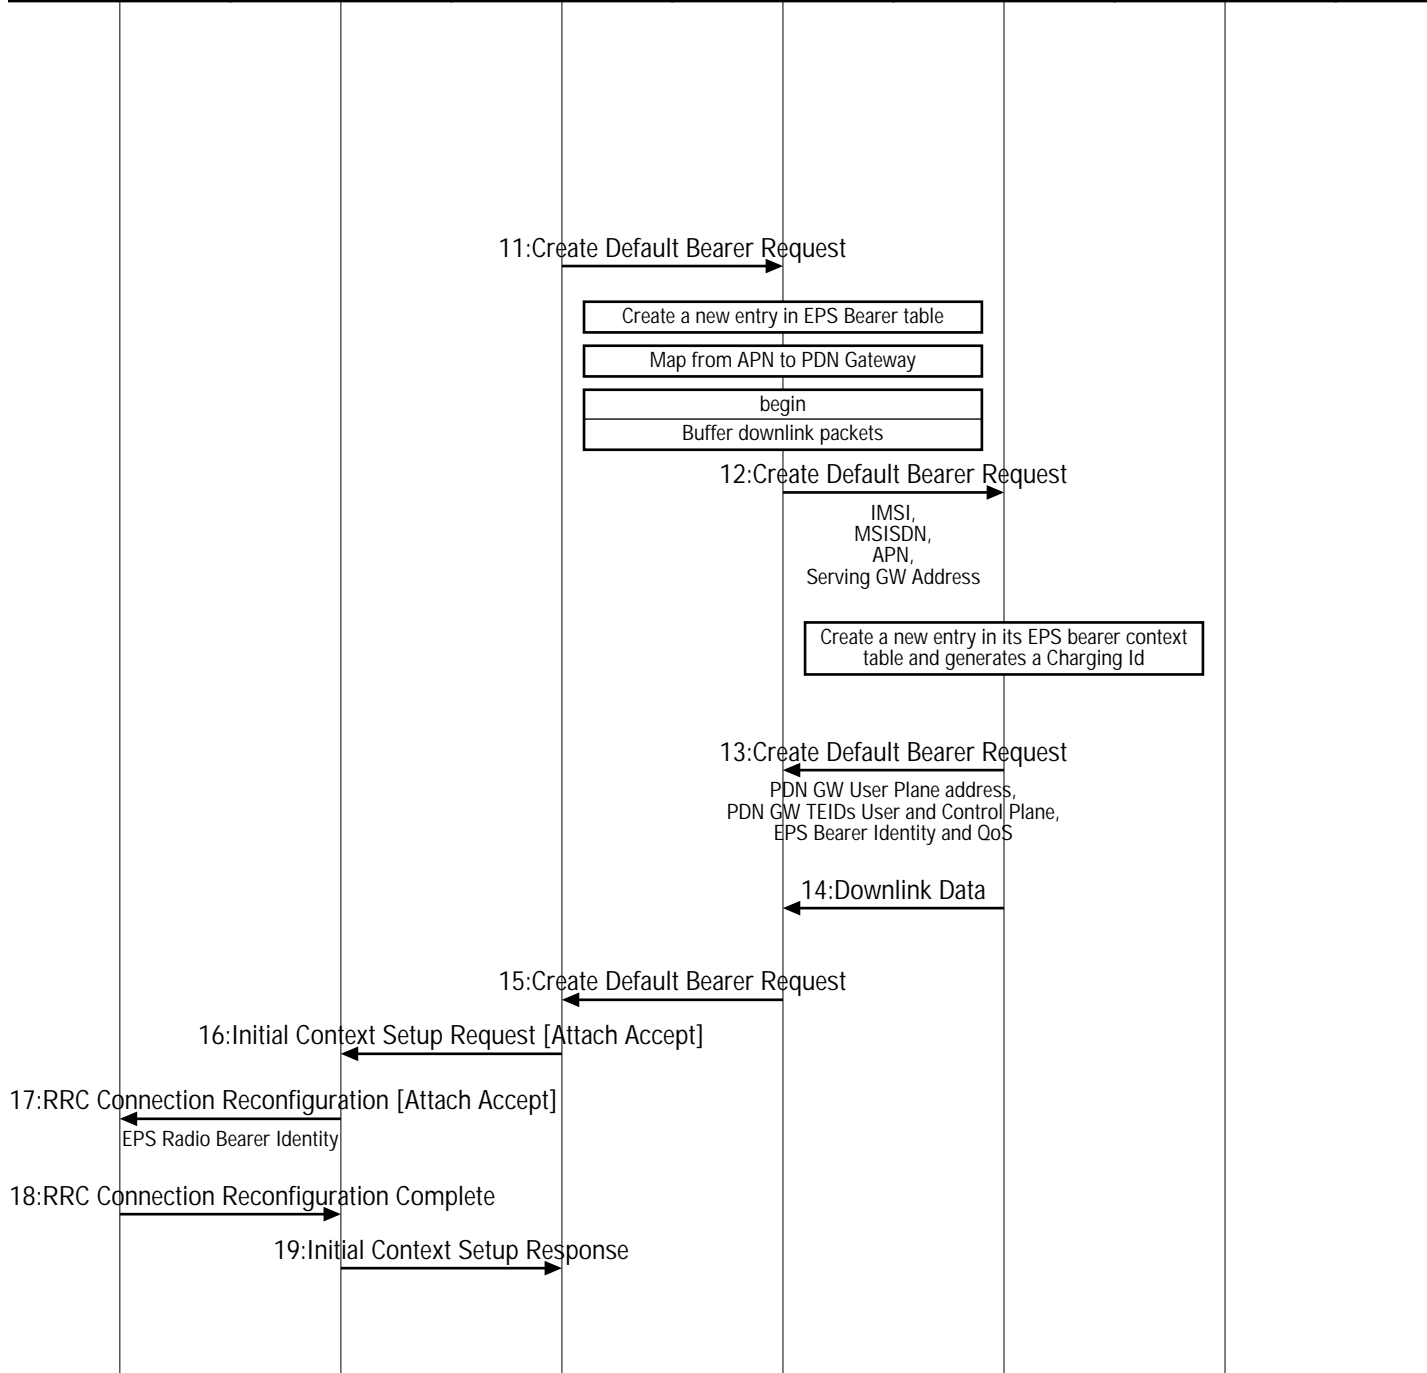 11:Create Default Bearer Request
Create a new entry in EPS Bearer table
Map from APN to PDN Gateway
begin
Buffer downlink packets
12:Create Default Bearer Request
IMSI,
MSISDN,
APN,
Serving GW Address
Create a new entry in its EPS bearer context
table and generates a Charging Id
13:Create Default Bearer Request
PDN GW User Plane address,
PDN GW TEIDs User and Control Plane,
EPS Bearer Identity and QoS
14:Downlink Data
15:Create Default Bearer Request
16:Initial Context Setup Request [Attach Accept]
17:RRC Connection Reconfiguration [Attach Accept]
EPS Radio Bearer Identity
18:RRC Connection Reconfiguration Complete
19:Initial Context Setup Response